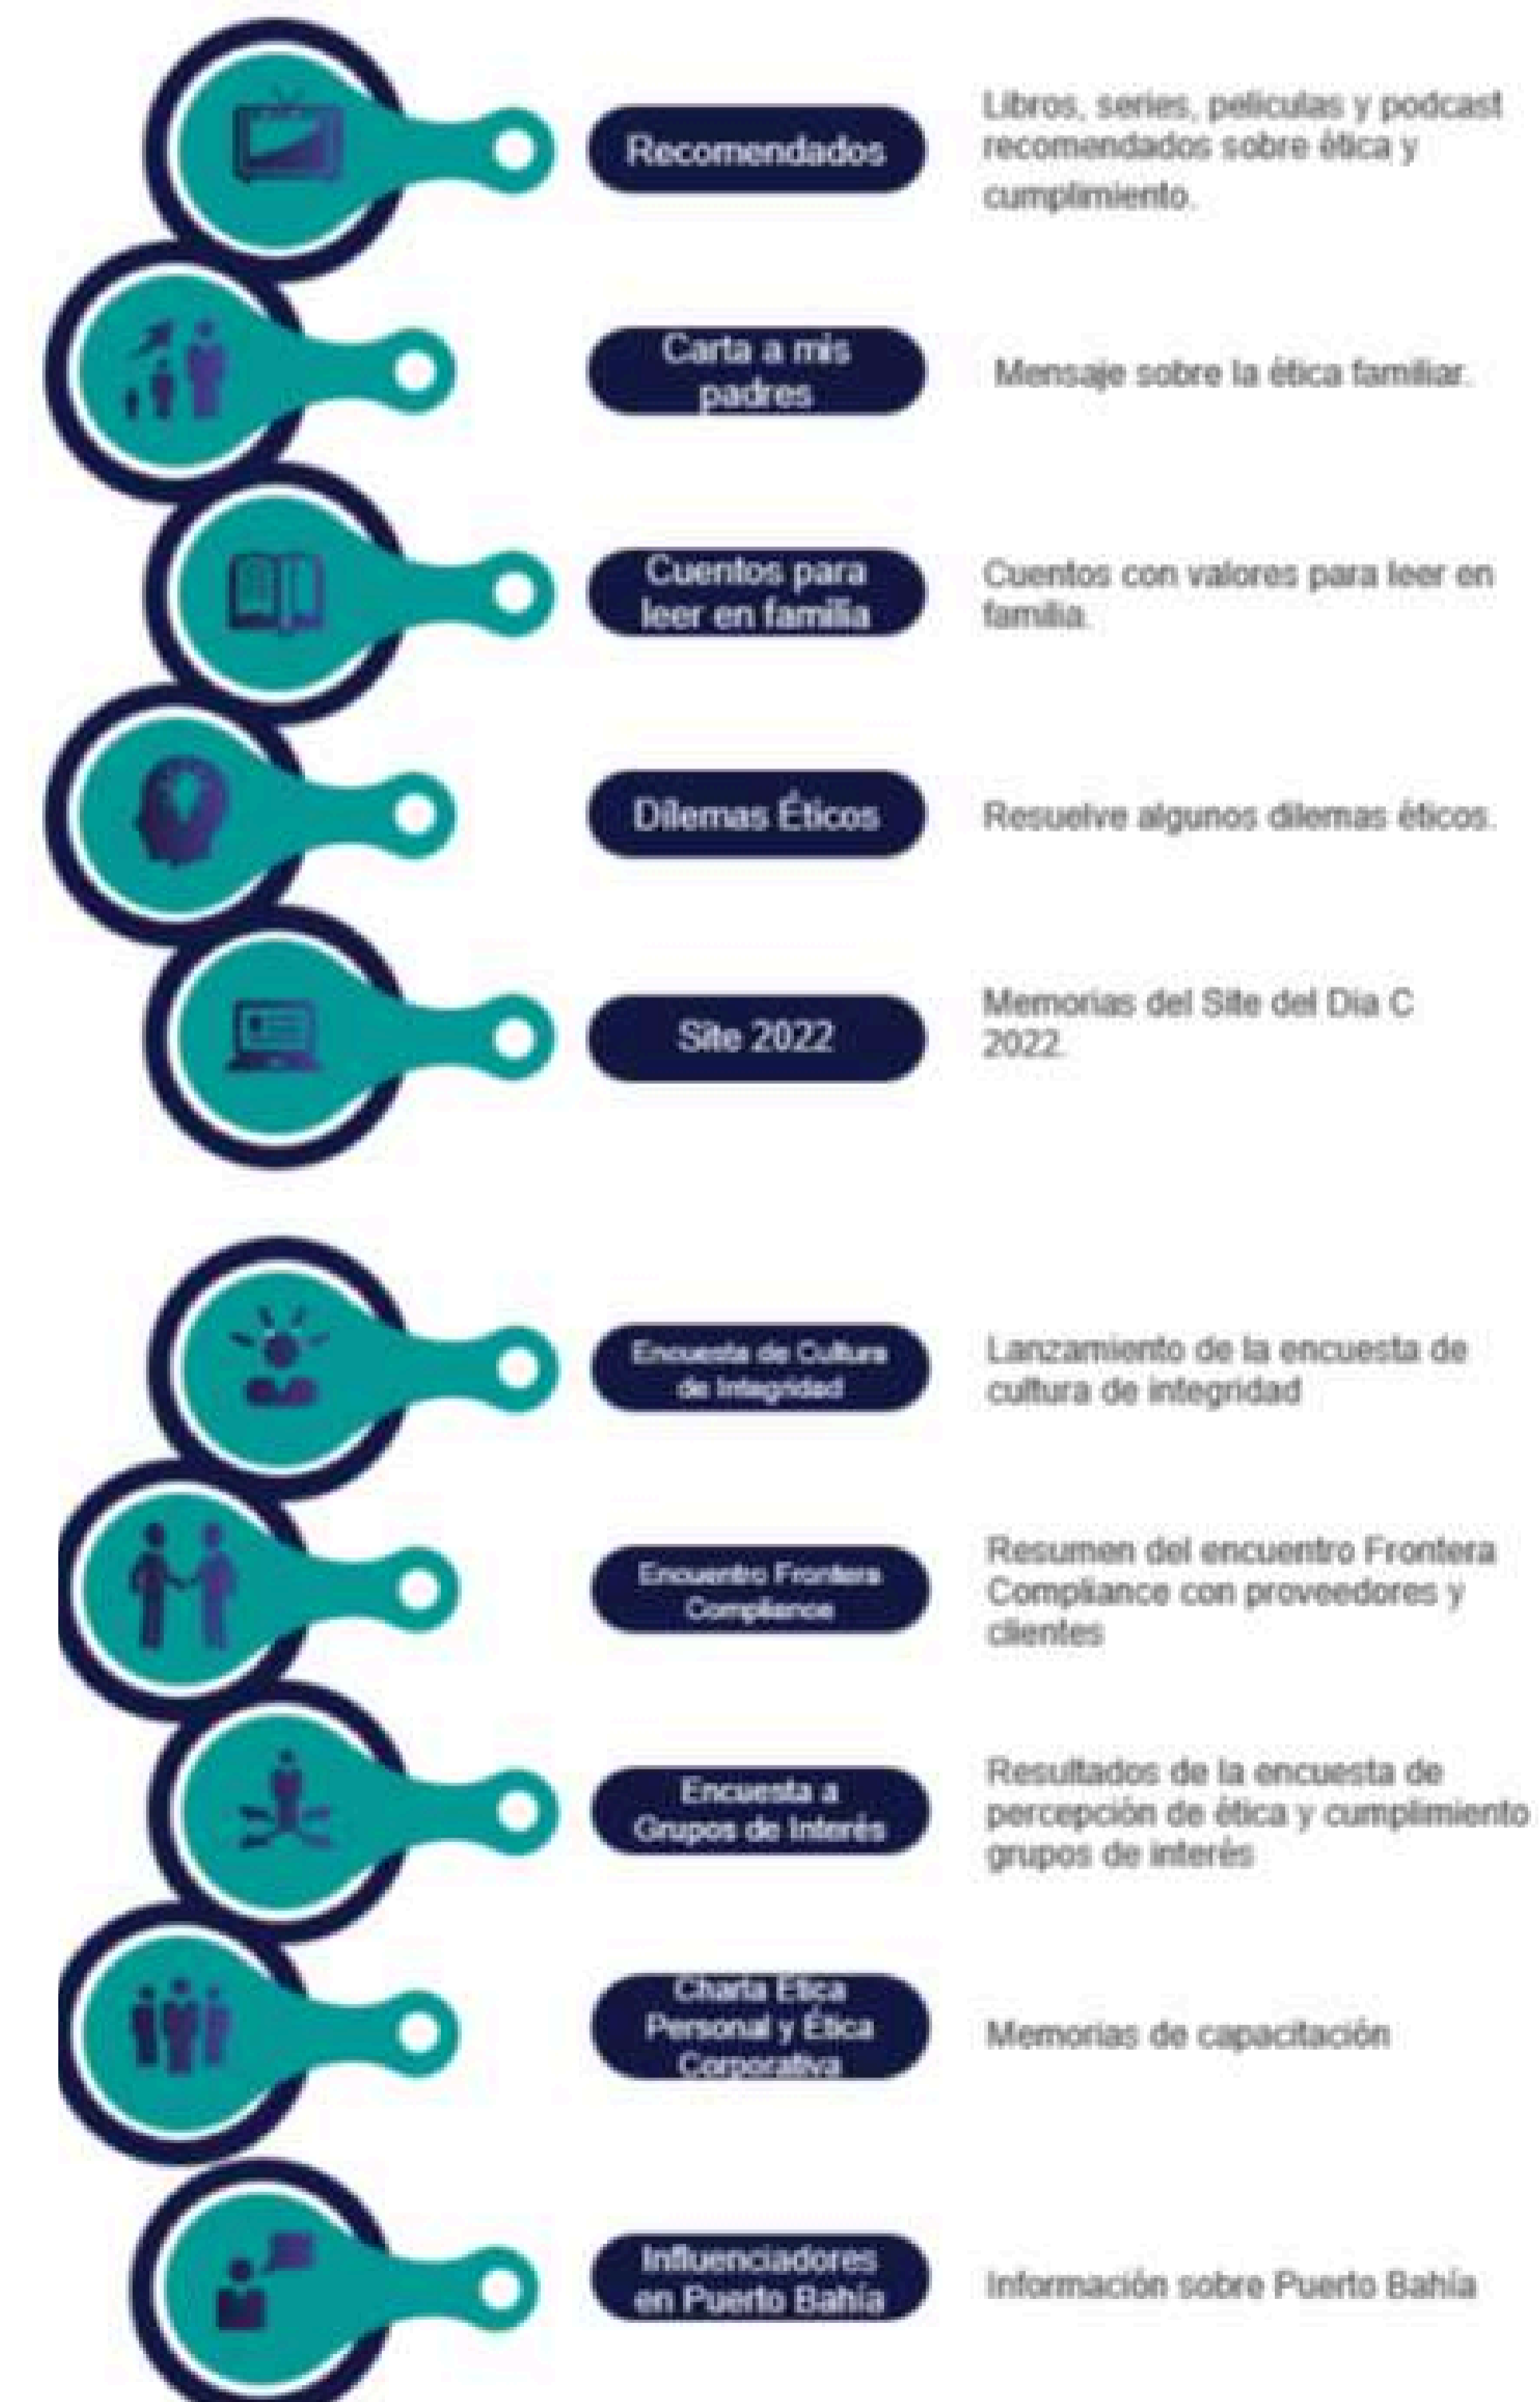 Recomendados
Libros, series, películas y podcast
recomendados sobre ética y
cumplimiento.
Carta a mis
padres
Mensaje sobre la ética familiar.
Cuentos para
leer en familia
Cuentos con valores para leer en
familia.
Dilemas Éticos
Resuelve algunos dilemas éticos.
Site 2022
Memorias del Site del Día C
2022.
Encuesta de Cultura
de Integridad
Lanzamiento de la encuesta de
cultura de integridad
Encuentro Frontera
Compliance
Resumen del encuentro Frontera
Compliance con proveedores y
clientes
Encuesta a
Grupos de Interés
Resultados de la encuesta de
percepción de ética y cumplimiento
grupos de interés
Charla Ética
Personal y Ética
Corporativa
Memorias de capacitación
Influenciadores
en Puerto Bahía
Información sobre Puerto Bahía